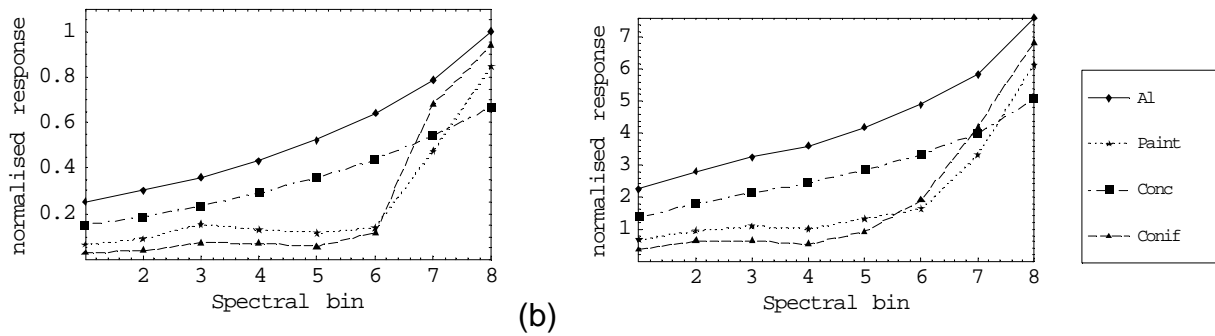 normalised response
1
0.8
0.6
0.4
0.2
2 3 4 5 6 7 8
Spectral bin
(b)
normalised response
7
6
5
4
3
2
1
2 3 4 5 6 7 8
Spectral bin
Al
Paint
Conc
Conif